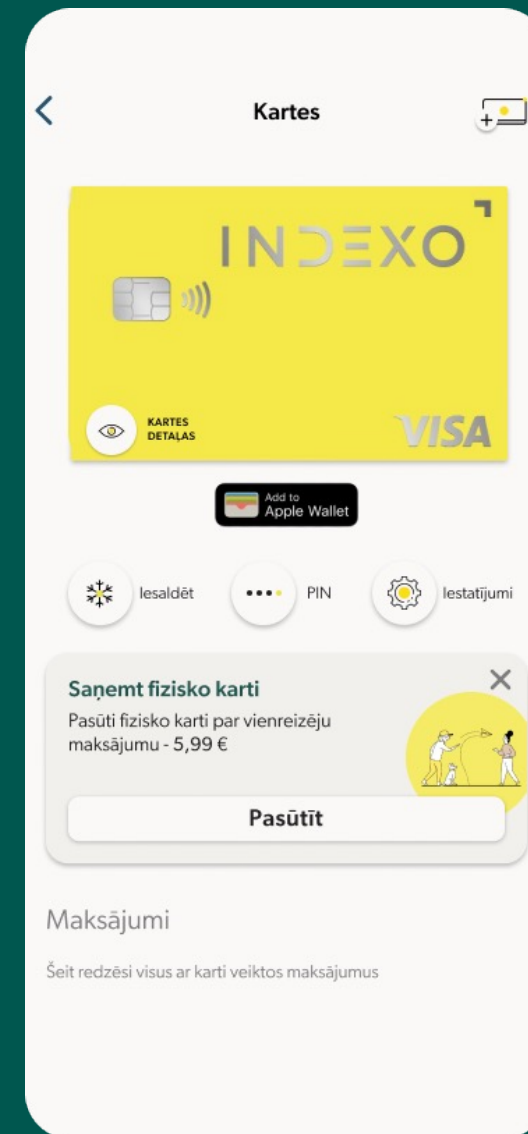 Kartes
INDEXO
KARTES
DETAĻAS
VISA
Add to
Apple Wallet
Iesaldēt
PIN
Iestatījumi
Saņemt fizisko karti
Pasūti fizisko karti par vienreizēju
maksājumu - 5,99 €
Pasūtīt
Maksājumi
Šeit redzēsi visus ar karti veiktos maksājumus